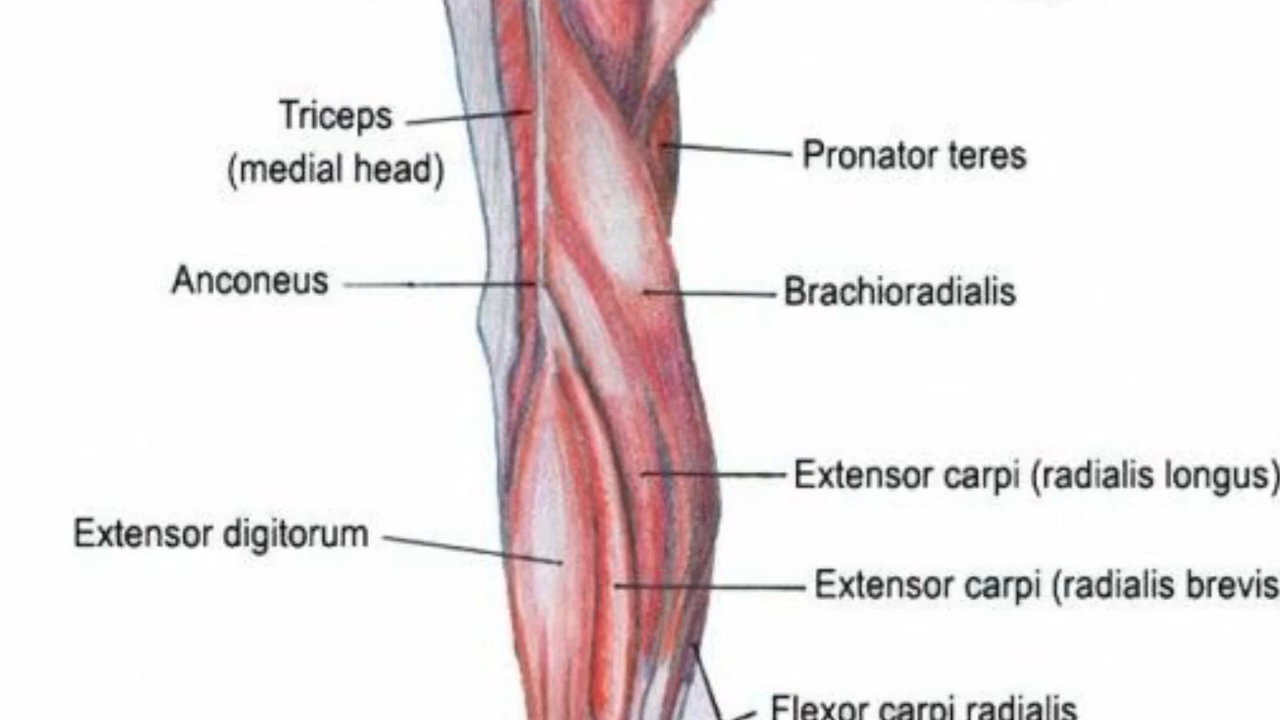 Triceps
(medial head)
Pronator teres
Anconeus
Brachioradialis
Extensor carpi (radialis longus)
Extensor digitorum
Extensor carpi (radialis brevis
Flexor carpi radialis